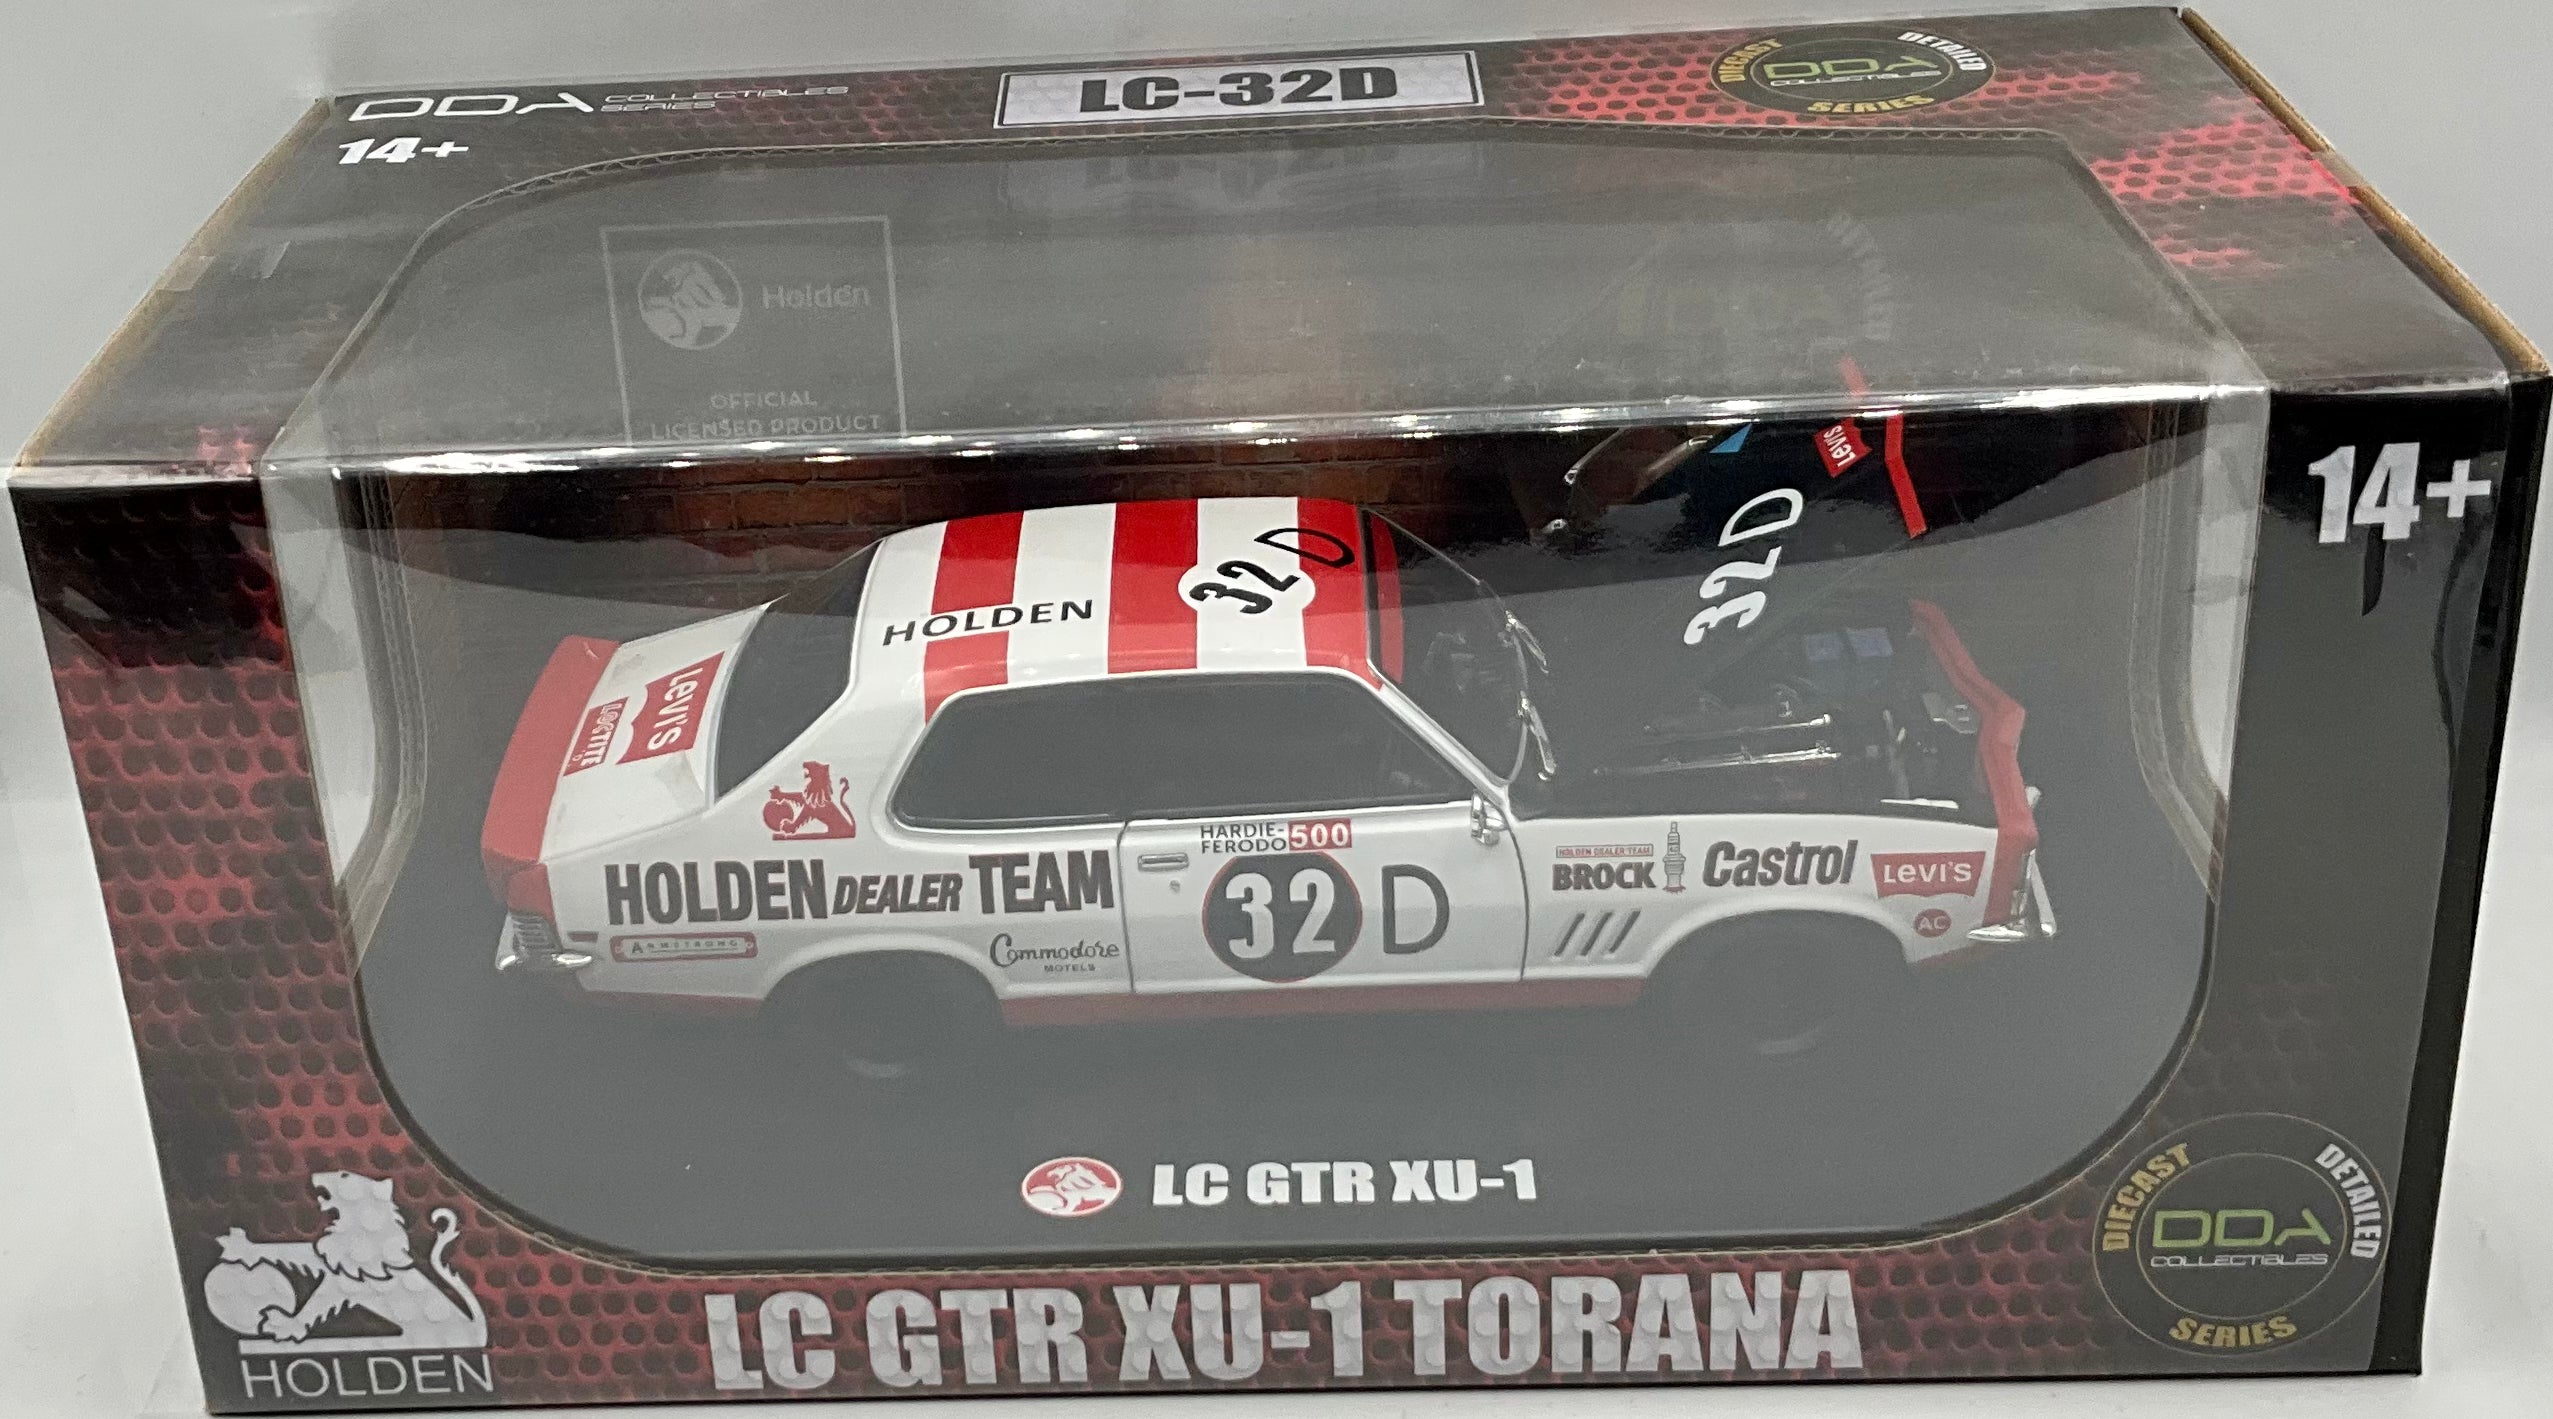 DDA COLLECTIBLES
SERIES
LC-32D
DIECAST DETAILED
DDA
COLLECTIBLES
SERIES
14+
Holden
OFFICIAL
LICENSED PRODUCT
14+
Levi's
32D
32D
HOLDEN
Levi's
LOCTITE
HARDIE-
FERODO 500
HOLDEN DEALER TEAM
32 D
HOLDEN DEALER TEAM
BROCK
Castrol
Levi's
AC
ARMSTRONG
Commodore
MOTELS
LC GTR XU-1
DIECAST DETAILED
DDA
COLLECTIBLES
SERIES
HOLDEN
LC GTR XU-1 TORANA